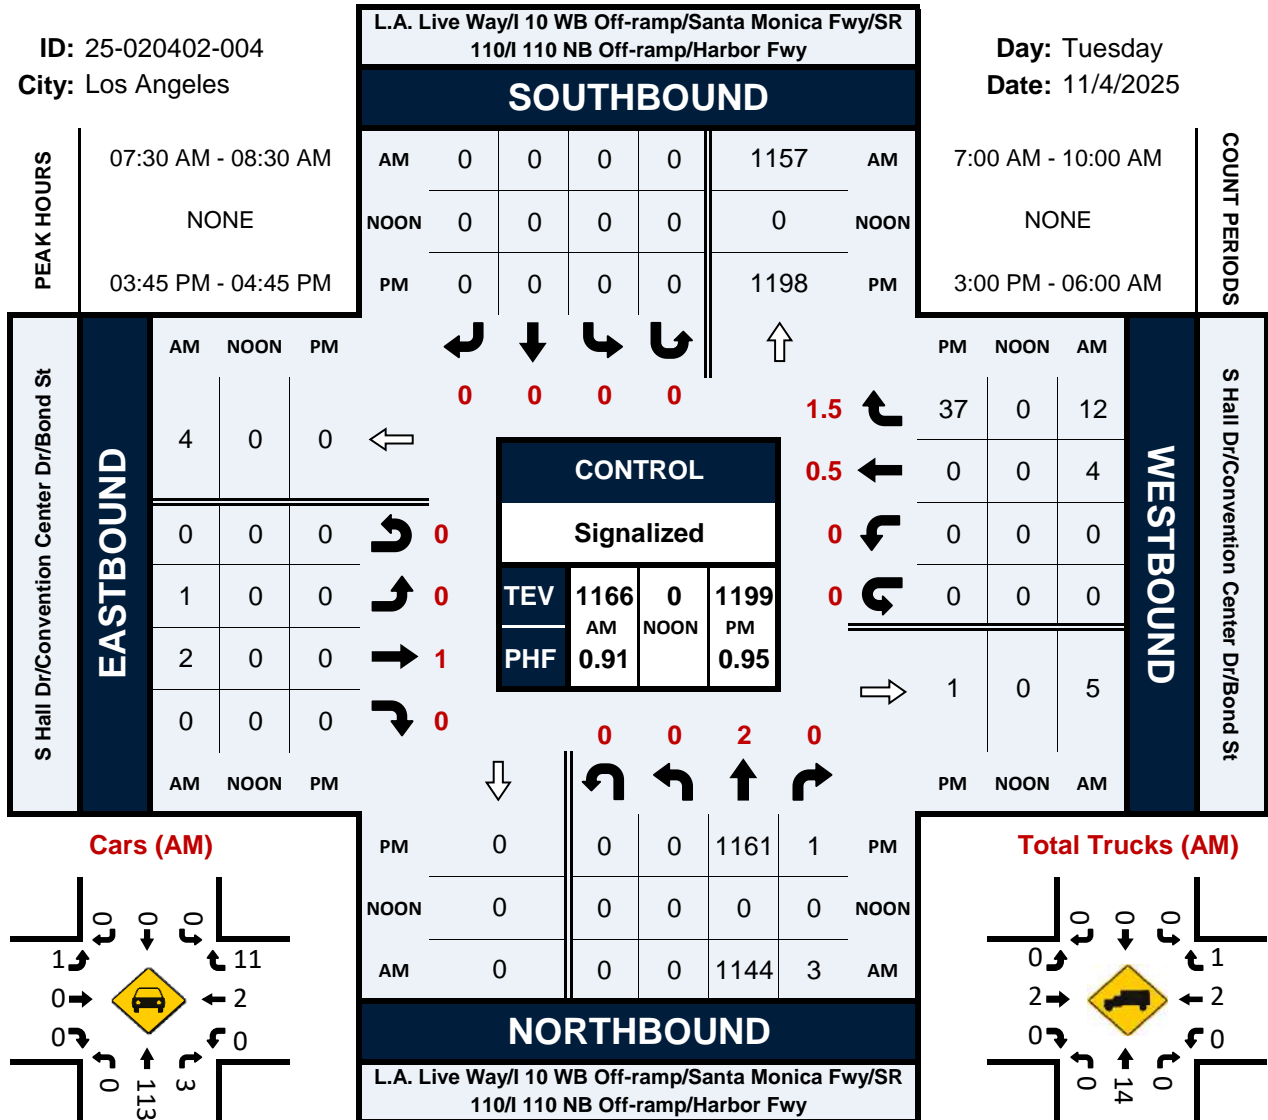 L.A. Live Way/I 10 WB Off-ramp/Santa Monica Fwy/SR
110/I 110 NB Off-ramp/Harbor Fwy
ID: 25-020402-004
City: Los Angeles
Day: Tuesday
Date: 11/4/2025
SOUTHBOUND
PEAK HOURS
07:30 AM - 08:30 AM
NONE
03:45 PM - 04:45 PM
AM 0 0 0 0 1157 AM
NOON 0 0 0 0 0 NOON
PM 0 0 0 0 1198 PM
7:00 AM - 10:00 AM
NONE
3:00 PM - 06:00 AM
COUNT PERIODS
0 0 0 0
S Hall Dr/Convention Center Dr/Bond St
EASTBOUND
AM NOON PM
4 0 0
0 0 0 0
1 0 0 0
2 0 0 1
0 0 0 0
AM NOON PM
CONTROL
Signalized
TEV 1166 0 1199
AM NOON PM
PHF 0.91 0.95
PM NOON AM
1.5 37 0 12
0.5 0 0 4
0 0 0 0
0 0 0 0
1 0 5
PM NOON AM
WESTBOUND
S Hall Dr/Convention Center Dr/Bond St
0 0 2 0
PM 0 0 0 1161 1 PM
NOON 0 0 0 0 0 NOON
AM 0 0 0 1144 3 AM
NORTHBOUND
L.A. Live Way/I 10 WB Off-ramp/Santa Monica Fwy/SR
110/I 110 NB Off-ramp/Harbor Fwy
Cars (AM)
0 0 0
1 11
0 2
0 0
0 113 3
Total Trucks (AM)
0 0 0
0 1
2 2
0 0
0 14 0